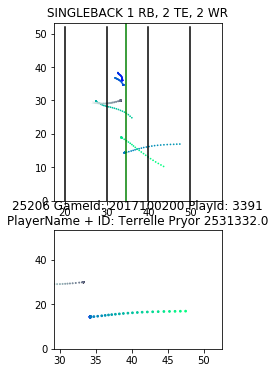 SINGLEBACK 1 RB, 2 TE, 2 WR
50
40
30
20
10
0
20 30 40 50
25206 GameId: 2017100200 PlayId: 3391
PlayerName + ID: Terrelle Pryor 2531332.0
40
20
0
30 35 40 45 50